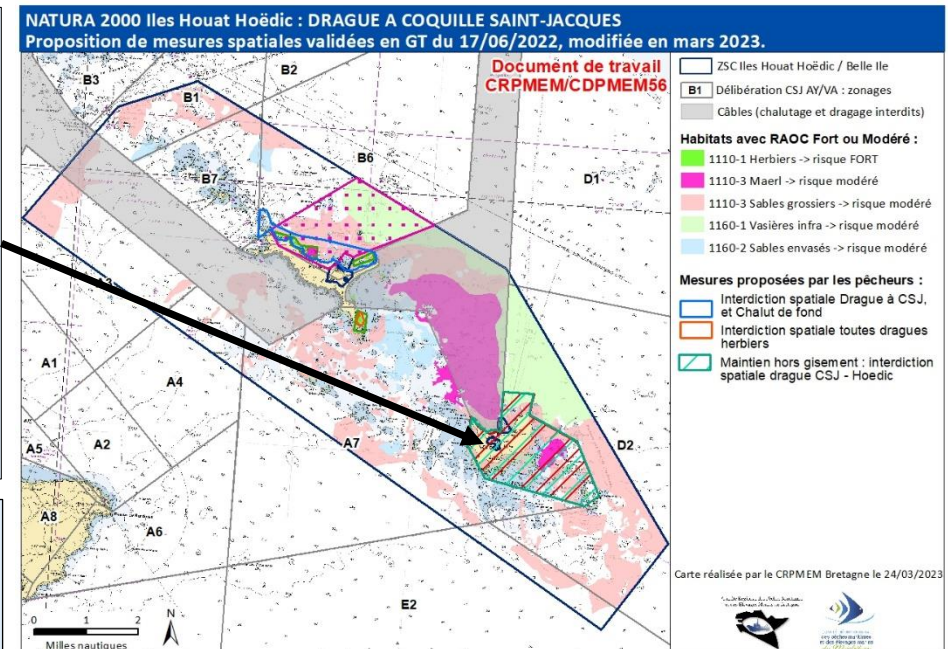 NATURA 2000 Iles Houat Hoëdic : DRAGUE A COQUILLE SAINT-JACQUES
Proposition de mesures spatiales validées en GT du 17/06/2022, modifiée en mars 2023.
Document de travail
CRPMEM/CDPMEM56
B3
B2
B1
B6
B7
D1
A3
A1
A4
A5
A2
A7
D2
A8
A6
E2
N
0 1 2
Milles nautiques
ZSC Iles Houat Hoëdic / Belle Ile
B1 Délibération CSJ AY/VA : zonages
Câbles (chalutage et dragage interdits)
Habitats avec RAOC Fort ou Modéré :
1110-1 Herbiers -> risque FORT
1110-3 Maerl -> risque modéré
1110-3 Sables grossiers -> risque modéré
1160-1 Vasières infra -> risque modéré
1160-2 Sables envasés -> risque modéré
Mesures proposées par les pêcheurs :
Interdiction spatiale Drague à CSJ,
et Chalut de fond
Interdiction spatiale toutes dragues
herbiers
Maintien hors gisement : interdiction
spatiale drague CSJ - Hoedic
Carte réalisée par le CRPMEM Bretagne le 24/03/2023